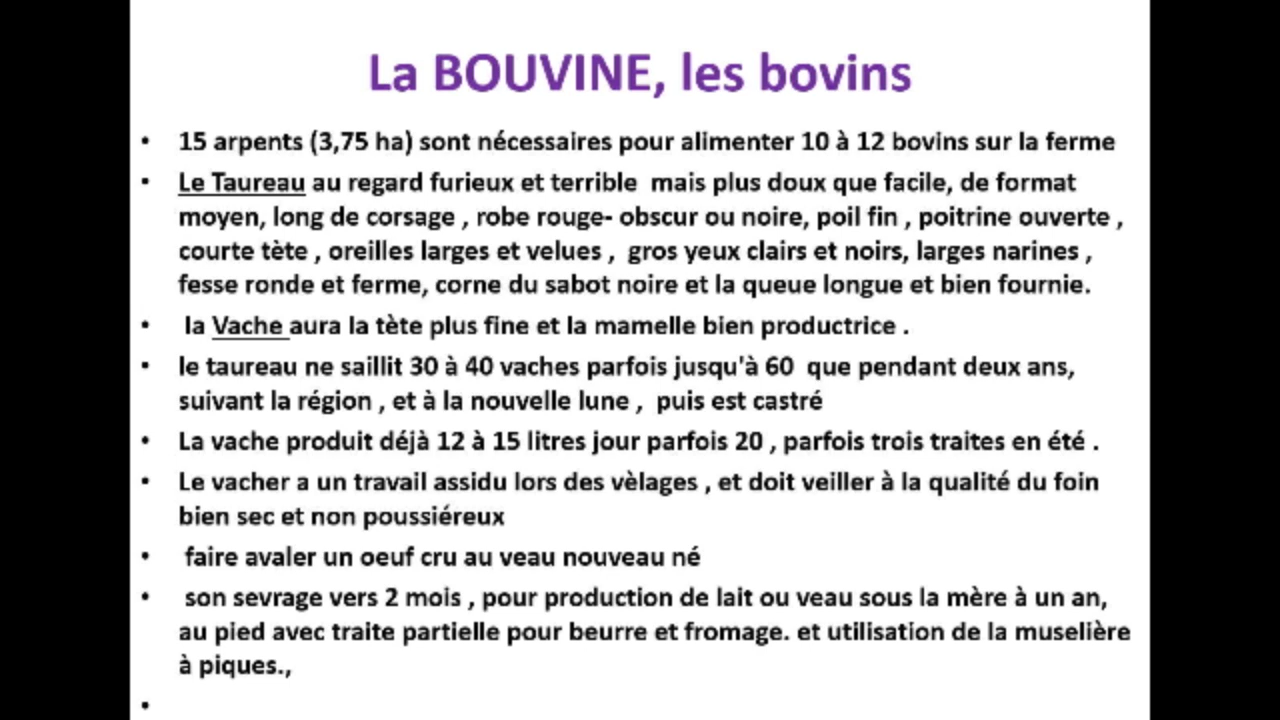 La BOUVINE, les bovins
• 15 arpents (3,75 ha) sont nécessaires pour alimenter 10 à 12 bovins sur la ferme
• Le Taureau au regard furieux et terrible  mais plus doux que facile, de format
moyen, long de corsage , robe rouge- obscur ou noire, poil fin , poitrine ouverte ,
courte tète , oreilles larges et velues ,  gros yeux clairs et noirs, larges narines ,
fesse ronde et ferme, corne du sabot noire et la queue longue et bien fournie.
•  la Vache aura la tète plus fine et la mamelle bien productrice .
• le taureau ne saillit 30 à 40 vaches parfois jusqu'à 60  que pendant deux ans,
suivant la région , et à la nouvelle lune ,  puis est castré
• La vache produit déjà 12 à 15 litres jour parfois 20 , parfois trois traites en été .
• Le vacher a un travail assidu lors des vèlages , et doit veiller à la qualité du foin
bien sec et non poussiéreux
•  faire avaler un oeuf cru au veau nouveau né
•  son sevrage vers 2 mois , pour production de lait ou veau sous la mère à un an,
au pied avec traite partielle pour beurre et fromage. et utilisation de la muselière
à piques.,
•